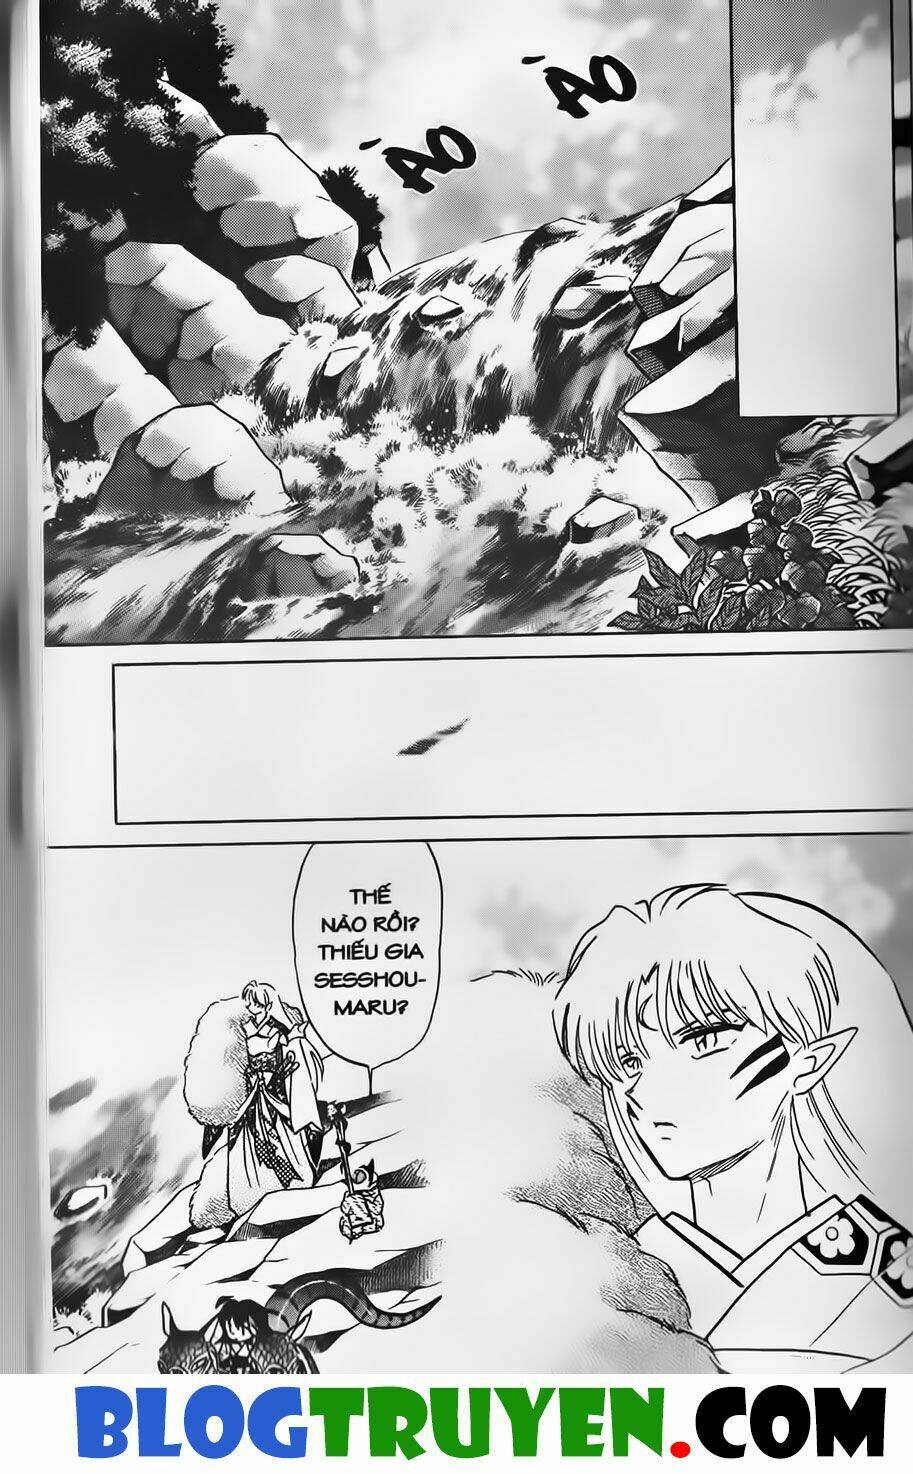 ÀO
ÀO
THẾ
NÀO RỒI?
THIẾU GIA
SESSHOU-
MARU?
BLOGTRUYEN.COM